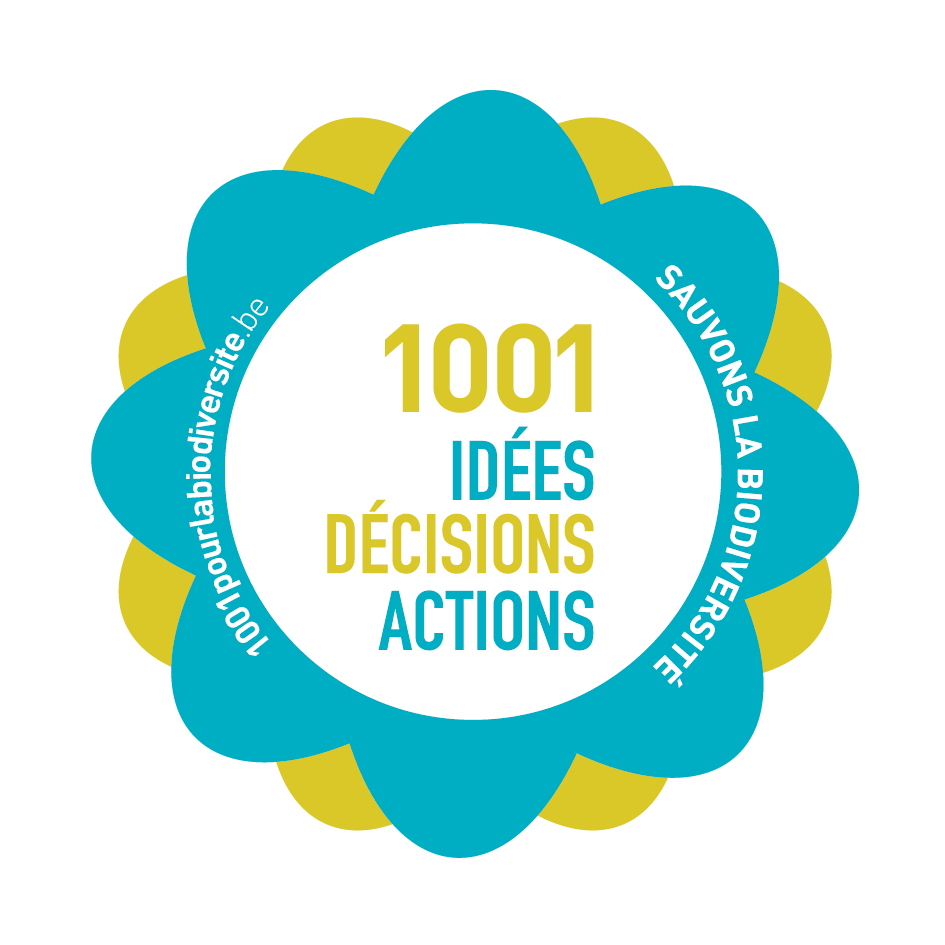 1001
IDÉES
DÉCISIONS
ACTIONS
1001pourlabiodiversite.be
SAUVONS LA BIODIVERSITÉ